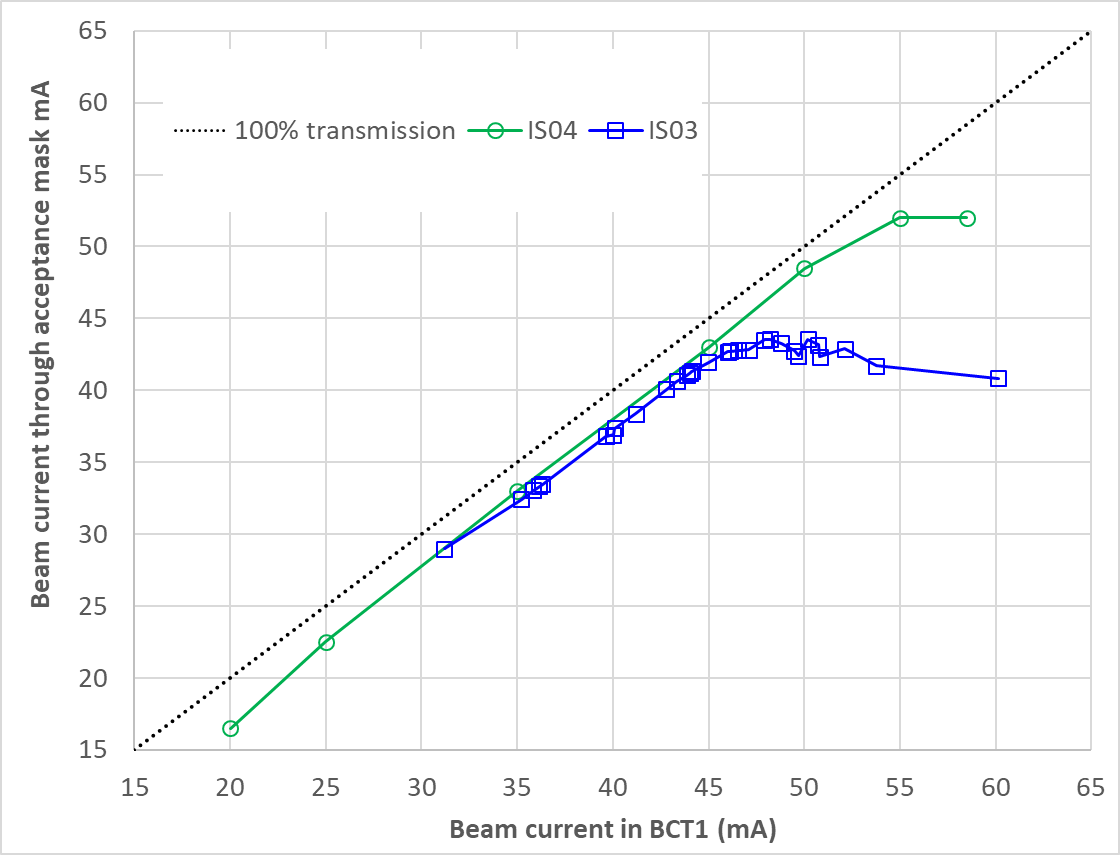 Beam current through acceptance mask mA
65
60
55
50
45
40
35
30
25
20
15
100% transmission IS04 IS03
15 20 25 30 35 40 45 50 55 60 65
Beam current in BCT1 (mA)